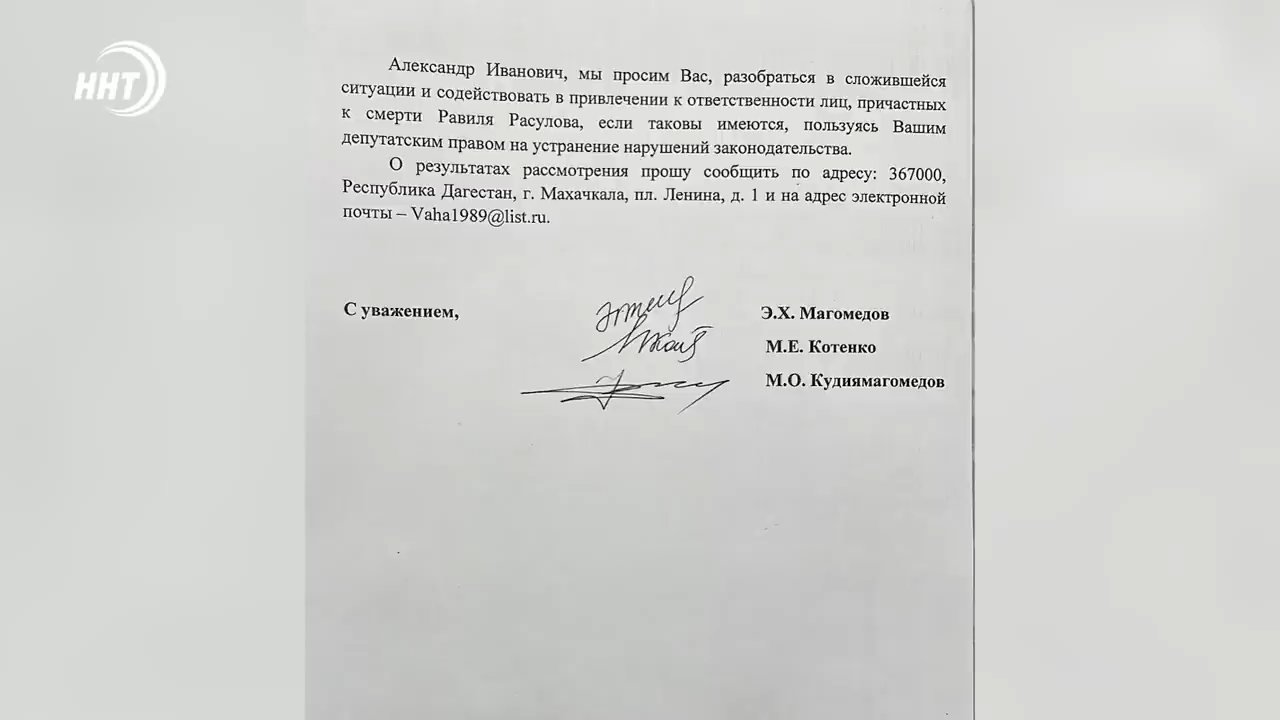 ННТ
Александр Иванович, мы просим Вас, разобраться в сложившейся
ситуации и содействовать в привлечении к ответственности лиц, причастных
к смерти Равиля Расулова, если таковы имеются, пользуясь Вашим
депутатским правом на устранение нарушений законодательства.
О результатах рассмотрения прошу сообщить по адресу: 367000,
Республика Дагестан, г. Махачкала, пл. Ленина, д. 1 и на адрес электронной
почты – Vaha1989@list.ru.
С уважением,
Э.Х. Магомедов
М.Е. Котенко
М.О. Кудиямагомедов